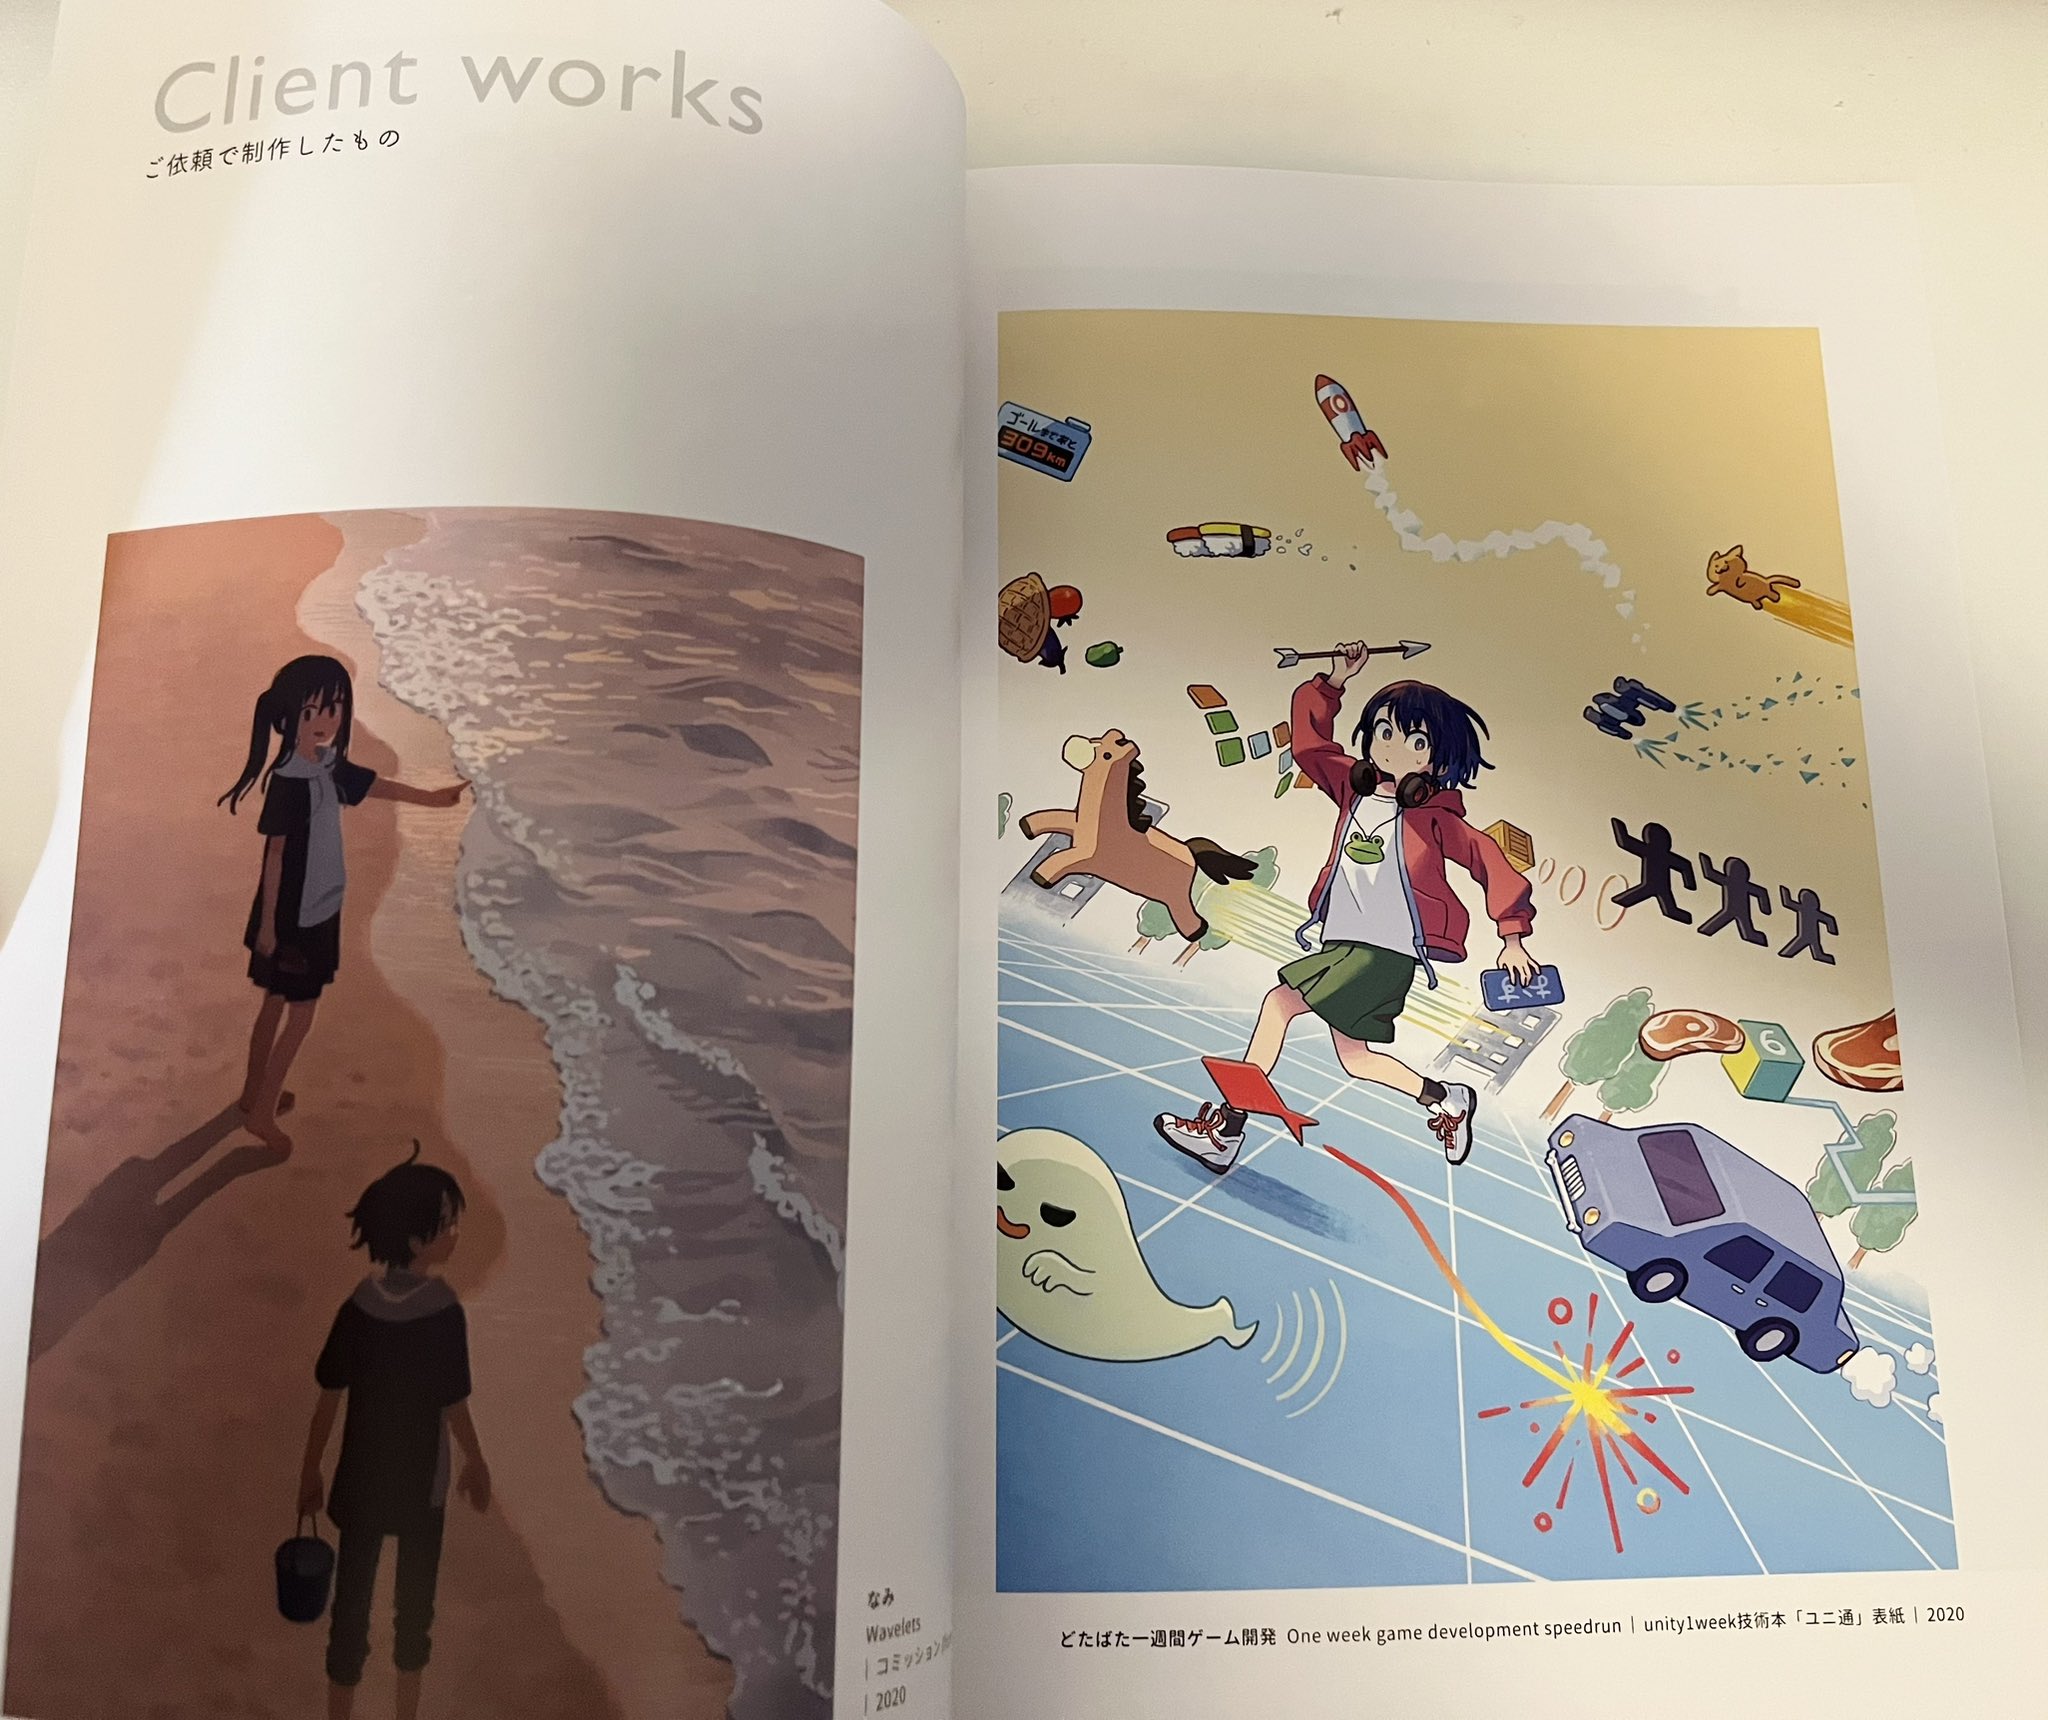 Client works
ご依頼で制作したもの
なみ
Wavelets
| コミッション
| 2020
ゴールまであと
309km
おす
6
どたばた一週間ゲーム開発 One week game development speedrun | unity1week技術本「ユニ通」表紙 | 2020